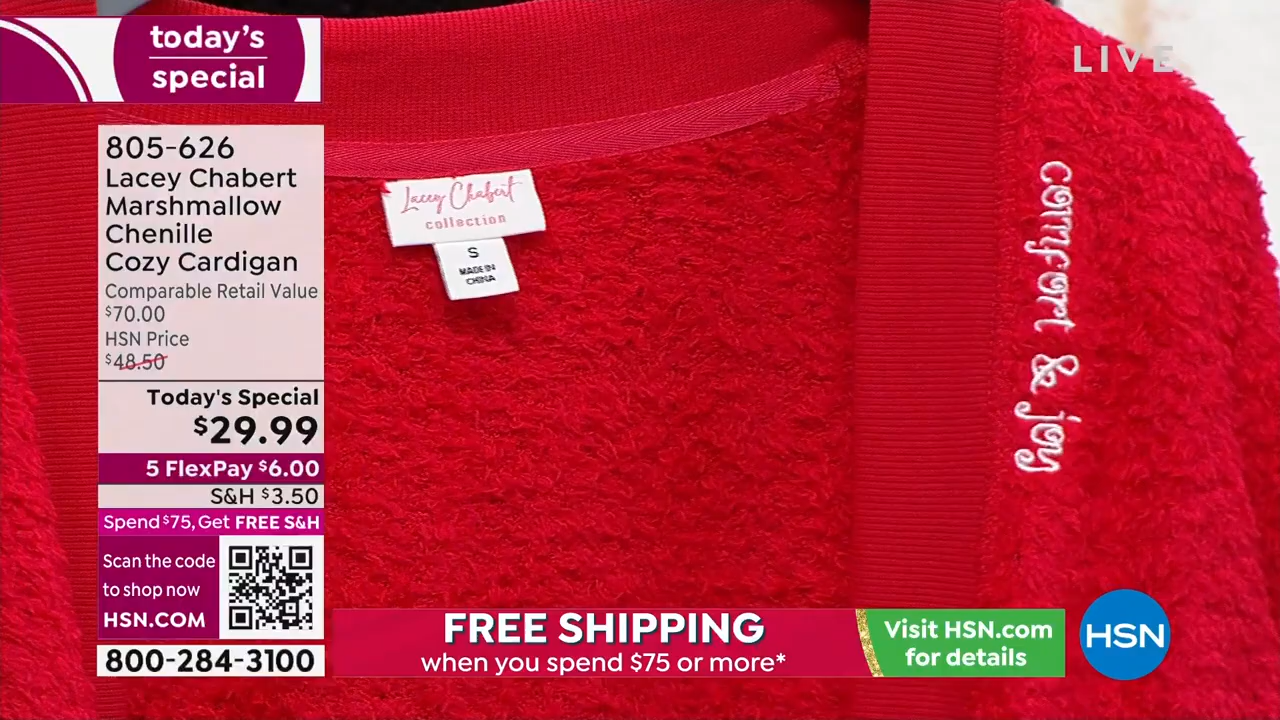 today's
special
LIVE
805-626
Lacey Chabert
Marshmallow
Chenille
Cozy Cardigan
Comparable Retail Value
$70.00
HSN Price
$48.50
Today's Special
$29.99
5 FlexPay $6.00
S&H $3.50
Spend $75, Get FREE S&H
Scan the code
to shop now
HSN.COM
800-284-3100
Lacey Chabert
collection
S
MADE IN
CHINA
comfort & joy
FREE SHIPPING
when you spend $75 or more*
Visit HSN.com
for details
HSN